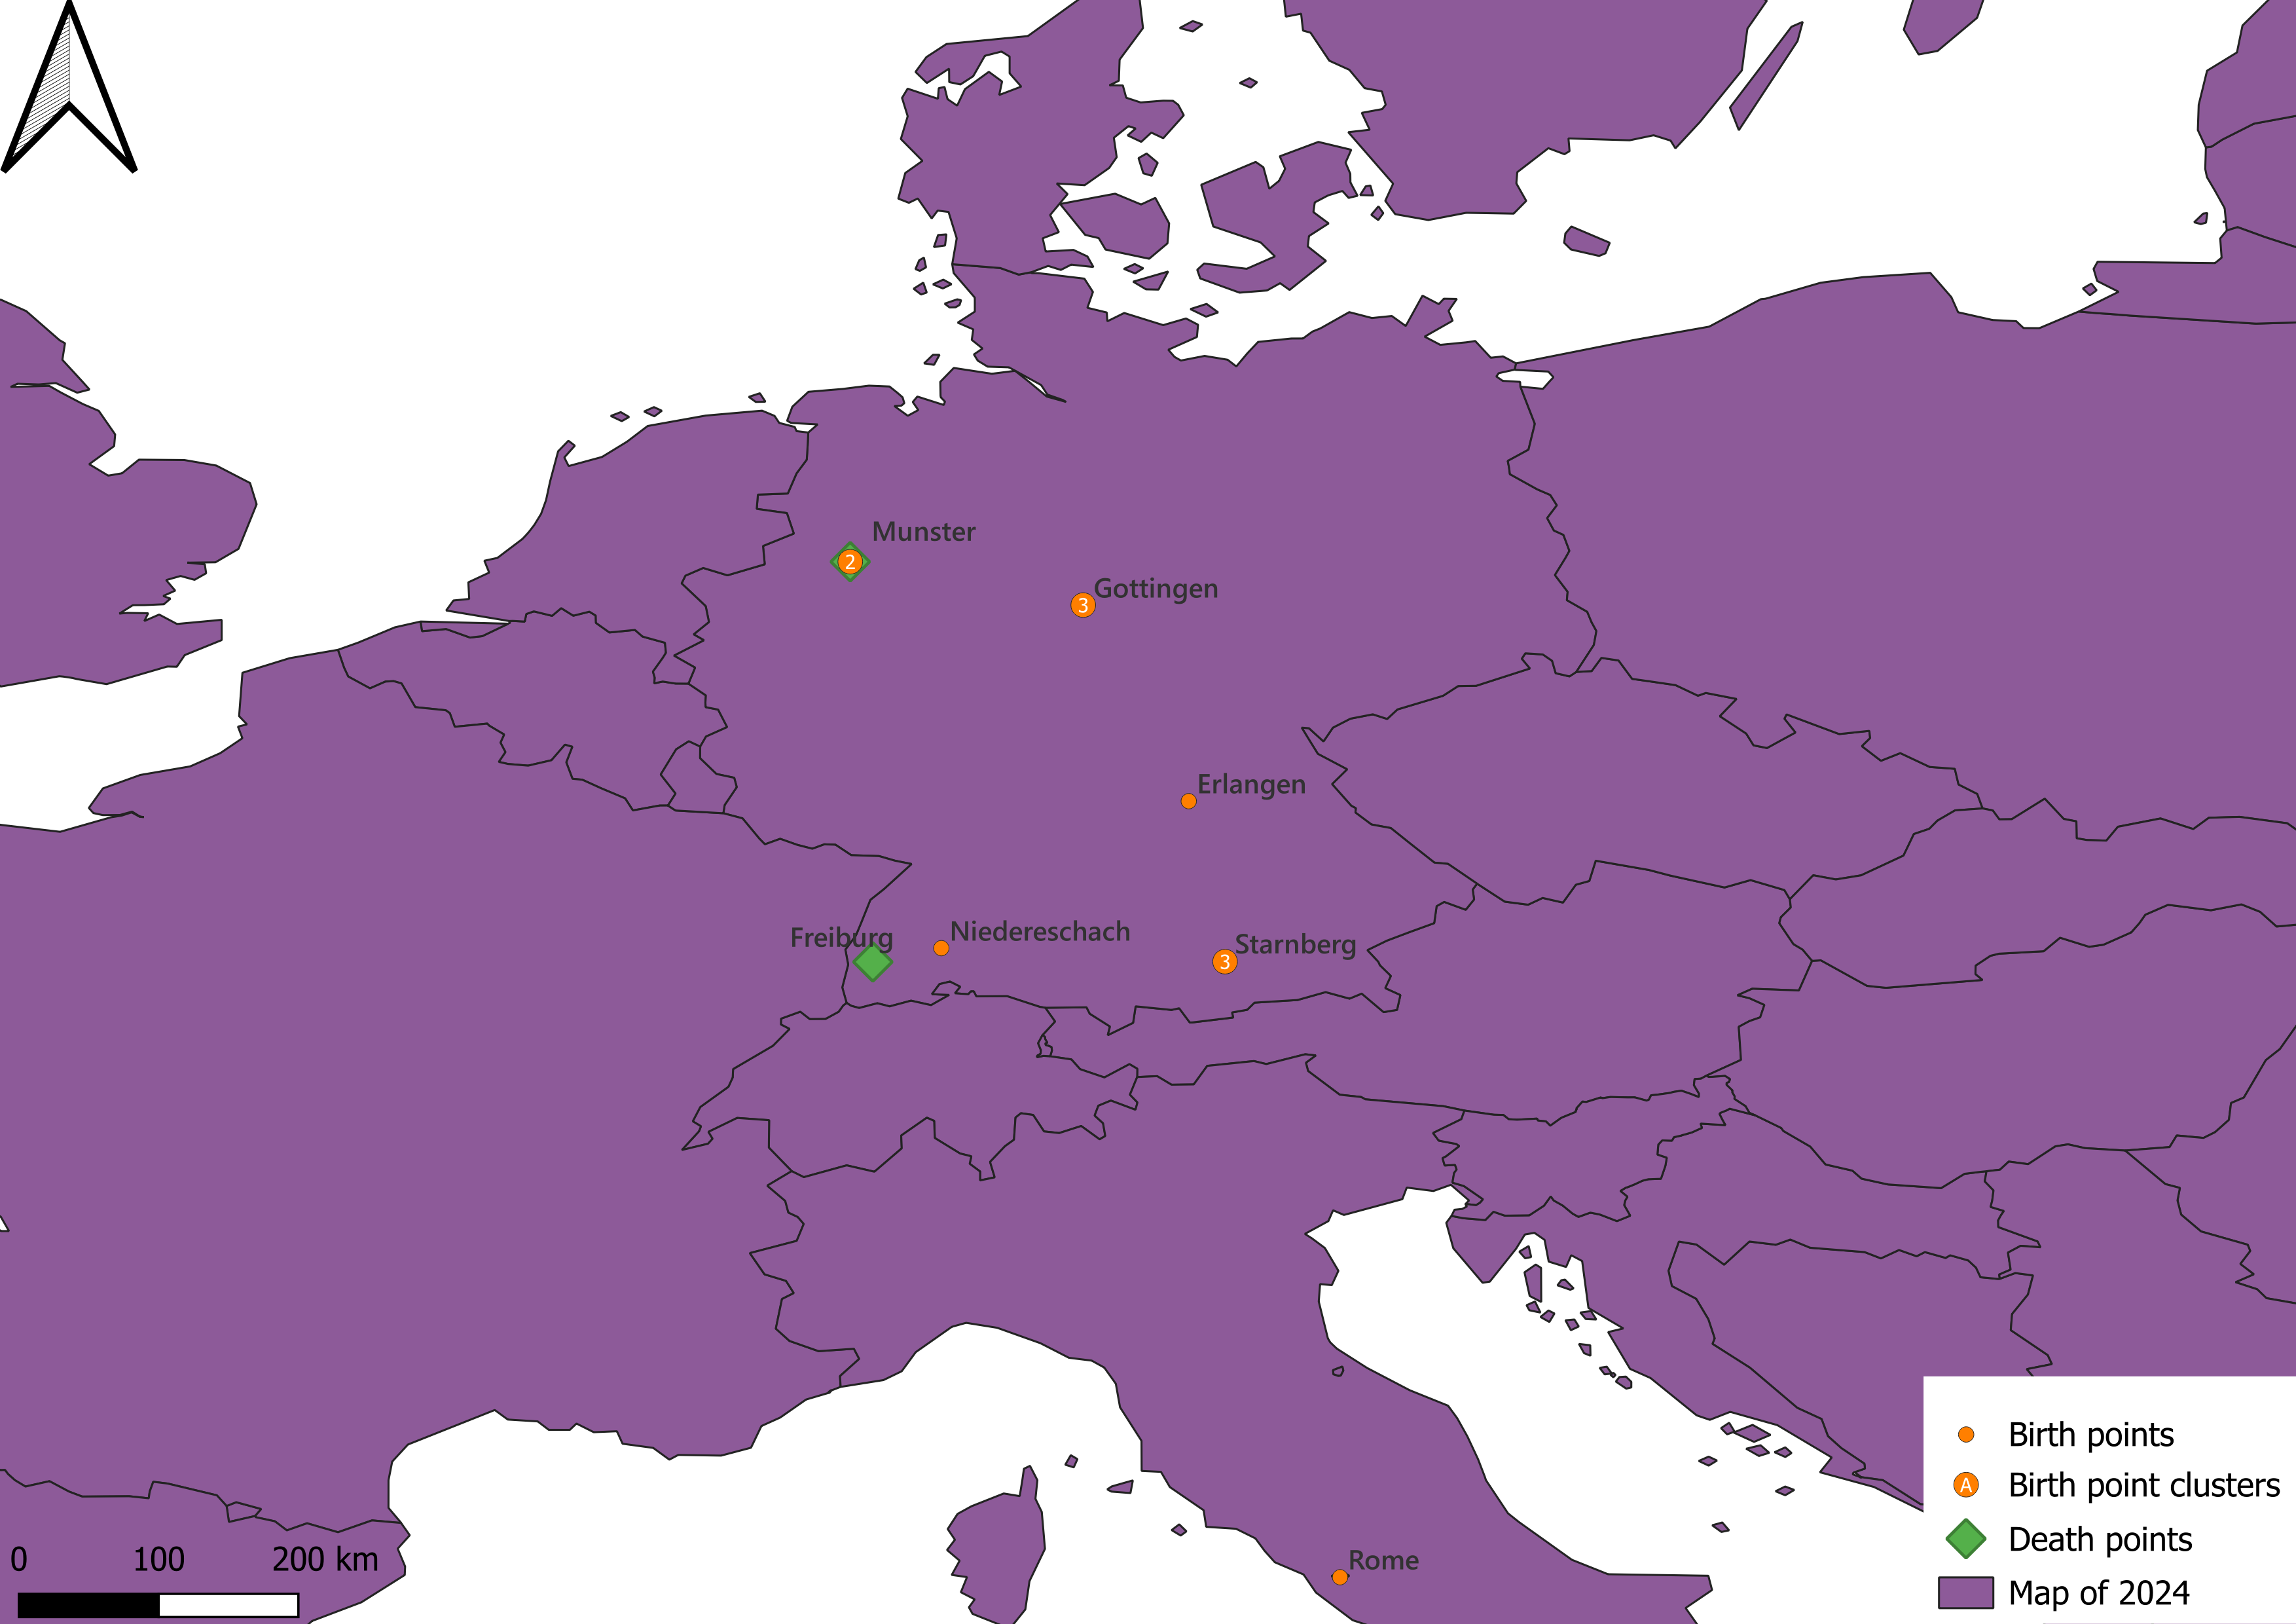 Munster
2
Gottingen
3
Erlangen
Freiburg
Niedereschach
Starnberg
3
Rome
0 100 200 km
Birth points
A Birth point clusters
Death points
Map of 2024